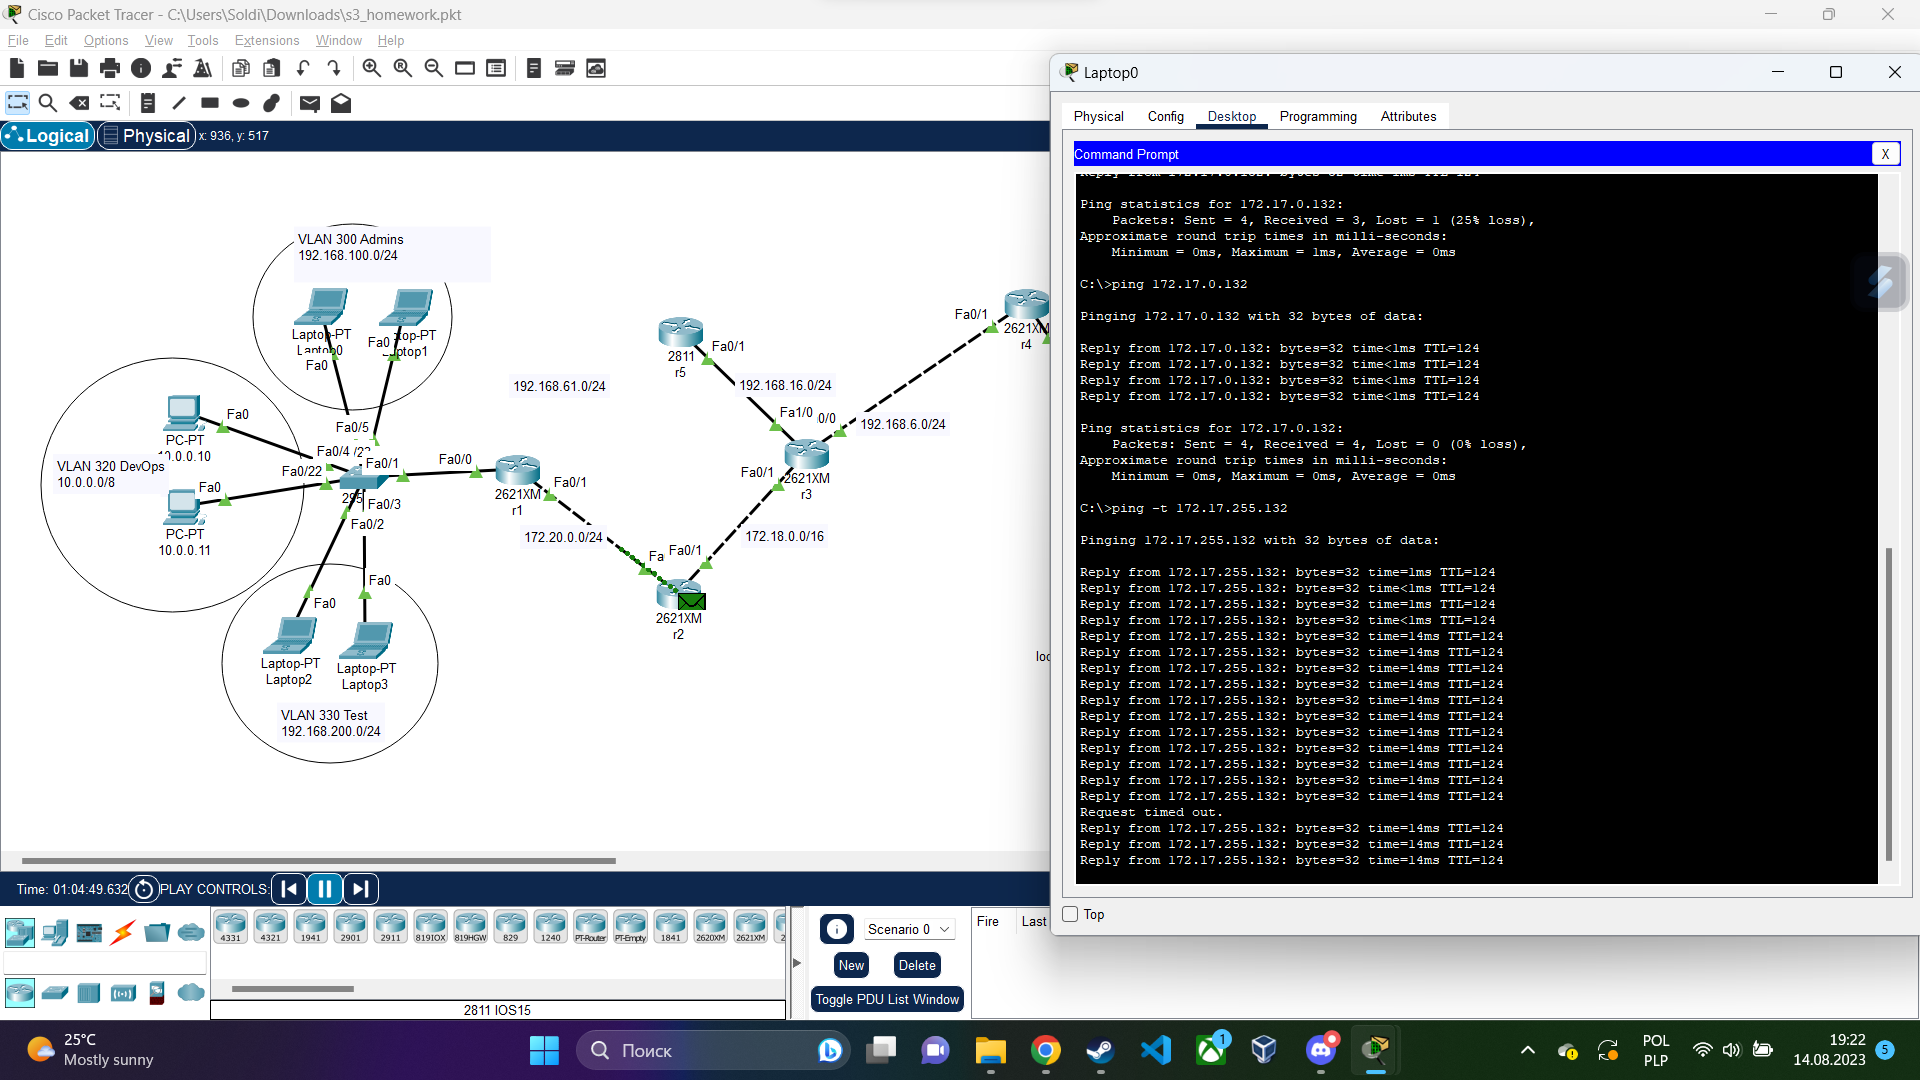 Cisco Packet Tracer - C:\Users\Soldi\Downloads\s3_homework.pkt
File Edit Options View Tools Extensions Window Help
Logical Physical x: 936, y: 517
VLAN 300 Admins
192.168.100.0/24
Laptop-PT
Laptop0
Fa0
Fa0
top-PT
ptop1
PC-PT
10.0.0.10
Fa0
VLAN 320 DevOps
10.0.0.0/8
Fa0
PC-PT
10.0.0.11
Fa0/5
Fa0/4
Fa0/22
Fa0/1
Fa0/3
Fa0/2
295
Fa0/0
2621XM
r1
Fa0/1
172.20.0.0/24
192.168.61.0/24
2811
r5
Fa0/1
192.168.16.0/24
Fa1/0
0/0
192.168.6.0/24
Fa0/1
2621XM
r4
Fa0/1
2621XM
r3
172.18.0.0/16
Fa
Fa0/1
2621XM
r2
Fa0
Fa0
Laptop-PT
Laptop2
Laptop-PT
Laptop3
VLAN 330 Test
192.168.200.0/24
loc
Time: 01:04:49.632 PLAY CONTROLS:
4331 4321 1941 2901 2911 819IOX 819HGW 829 1240 PT-Router PT-Empty 1841 2620XM 2621XM 2
2811 IOS15
Scenario 0
New Delete
Toggle PDU List Window
Fire Last
Laptop0
Physical Config Desktop Programming Attributes
Command Prompt
X
Reply from 172.17.0.132: bytes=32 time<1ms TTL=124
Ping statistics for 172.17.0.132:
Packets: Sent = 4, Received = 3, Lost = 1 (25% loss),
Approximate round trip times in milli-seconds:
Minimum = 0ms, Maximum = 1ms, Average = 0ms
C:\>ping 172.17.0.132
Pinging 172.17.0.132 with 32 bytes of data:
Reply from 172.17.0.132: bytes=32 time<1ms TTL=124
Reply from 172.17.0.132: bytes=32 time<1ms TTL=124
Reply from 172.17.0.132: bytes=32 time<1ms TTL=124
Reply from 172.17.0.132: bytes=32 time<1ms TTL=124
Ping statistics for 172.17.0.132:
Packets: Sent = 4, Received = 4, Lost = 0 (0% loss),
Approximate round trip times in milli-seconds:
Minimum = 0ms, Maximum = 0ms, Average = 0ms
C:\>ping -t 172.17.255.132
Pinging 172.17.255.132 with 32 bytes of data:
Reply from 172.17.255.132: bytes=32 time=1ms TTL=124
Reply from 172.17.255.132: bytes=32 time<1ms TTL=124
Reply from 172.17.255.132: bytes=32 time=1ms TTL=124
Reply from 172.17.255.132: bytes=32 time<1ms TTL=124
Reply from 172.17.255.132: bytes=32 time=14ms TTL=124
Reply from 172.17.255.132: bytes=32 time=14ms TTL=124
Reply from 172.17.255.132: bytes=32 time=14ms TTL=124
Reply from 172.17.255.132: bytes=32 time=14ms TTL=124
Reply from 172.17.255.132: bytes=32 time=14ms TTL=124
Reply from 172.17.255.132: bytes=32 time=14ms TTL=124
Reply from 172.17.255.132: bytes=32 time=14ms TTL=124
Reply from 172.17.255.132: bytes=32 time=14ms TTL=124
Reply from 172.17.255.132: bytes=32 time=14ms TTL=124
Reply from 172.17.255.132: bytes=32 time=14ms TTL=124
Reply from 172.17.255.132: bytes=32 time=14ms TTL=124
Request timed out.
Reply from 172.17.255.132: bytes=32 time=14ms TTL=124
Reply from 172.17.255.132: bytes=32 time=14ms TTL=124
Reply from 172.17.255.132: bytes=32 time=14ms TTL=124
Top
25°C
Mostly sunny
Поиск
1
POL
PLP
19:22
14.08.2023
5